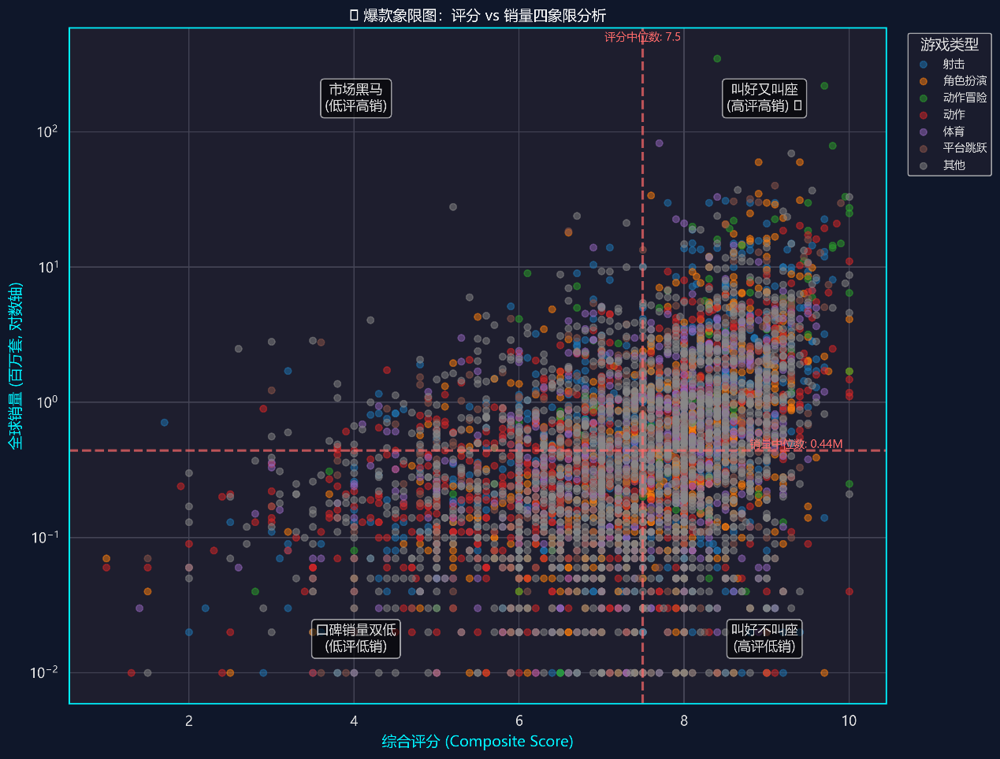 爆款象限图：评分 vs 销量四象限分析
评分中位数: 7.5
游戏类型
射击
角色扮演
动作冒险
动作
体育
平台跳跃
其他
市场黑马
(低评高销)
叫好又叫座
(高评高销)
销量中位数: 0.44M
口碑销量双低
(低评低销)
叫好不叫座
(高评低销)
全球销量 (百万套, 对数轴)
10²
10¹
10⁰
10⁻¹
10⁻²
2 4 6 8 10
综合评分 (Composite Score)